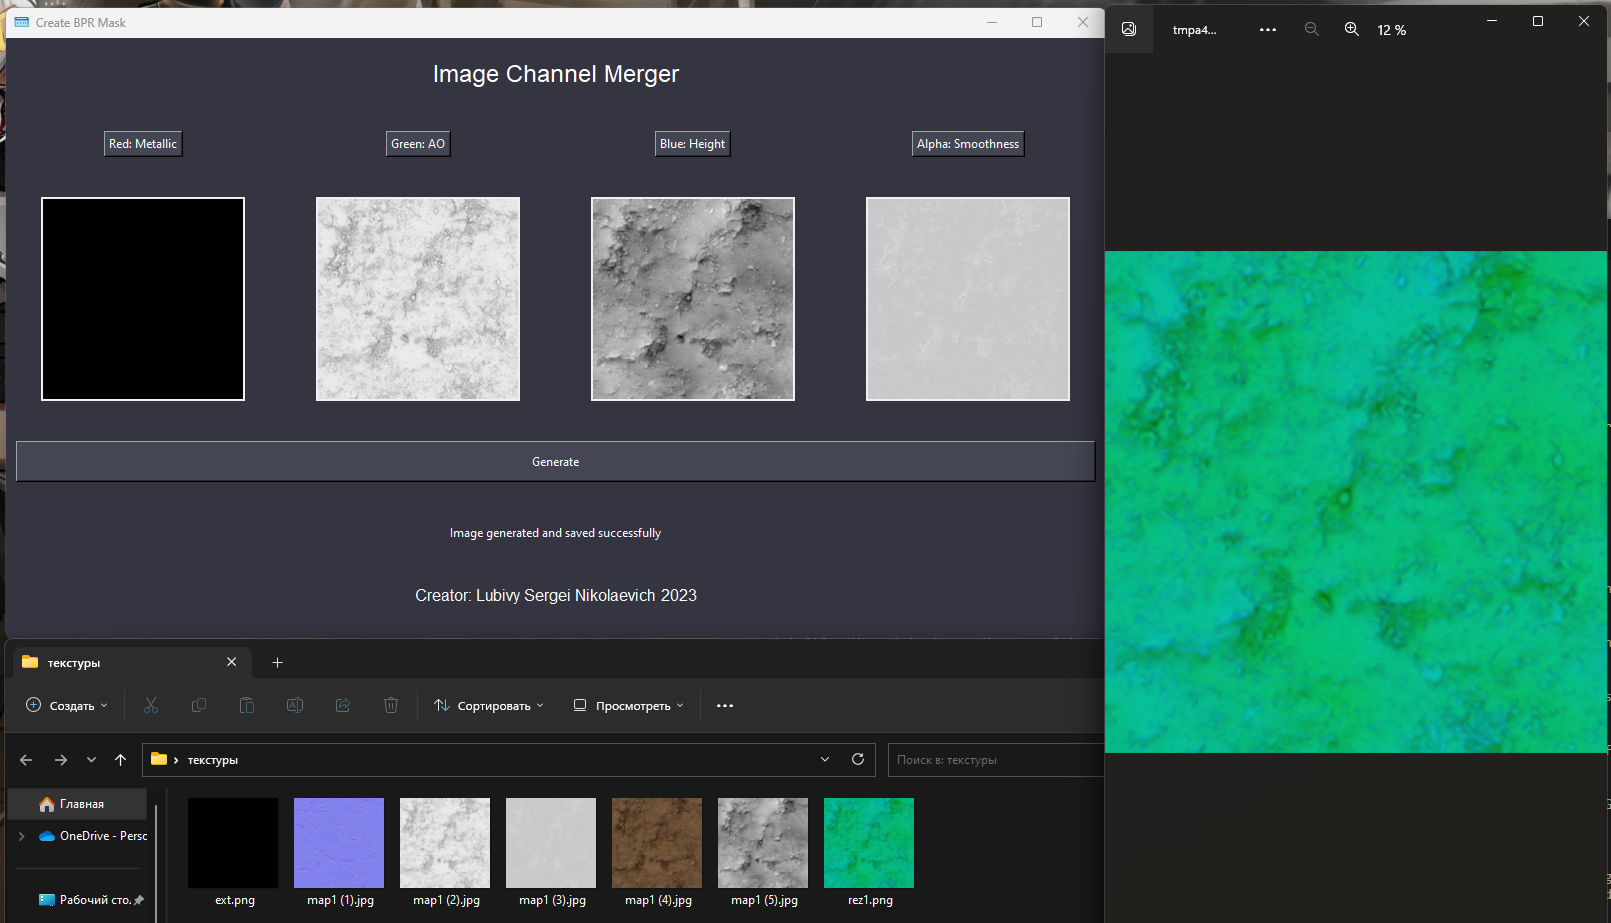 Create BPR Mask
tmpa4...
12 %
Image Channel Merger
Red: Metallic
Green: AO
Blue: Height
Alpha: Smoothness
Generate
Image generated and saved successfully
Creator: Lubivy Sergei Nikolaevich 2023
текстуры
Создать
Сортировать
Просмотреть
текстуры
Поиск в: текстуры
Главная
OneDrive - Persc
Рабочий сто.
ext.png
map1 (1).jpg
map1 (2).jpg
map1 (3).jpg
map1 (4).jpg
map1 (5).jpg
rez1.png